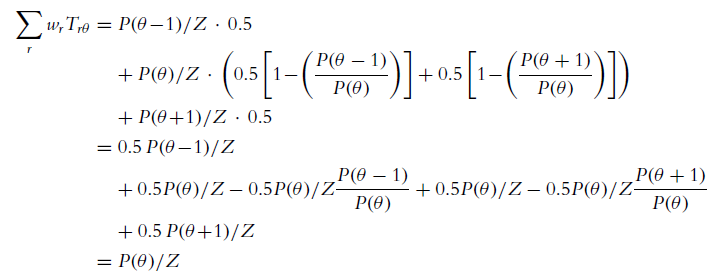 ∑_r w_r T_{rθ} = P(θ−1)/Z · 0.5
+ P(θ)/Z · (0.5 [1−(P(θ − 1)/P(θ))] + 0.5 [1−(P(θ + 1)/P(θ))])
+ P(θ+1)/Z · 0.5
= 0.5 P(θ−1)/Z
+ 0.5P(θ)/Z − 0.5P(θ)/Z P(θ − 1)/P(θ) + 0.5P(θ)/Z − 0.5P(θ)/Z P(θ + 1)/P(θ)
+ 0.5 P(θ+1)/Z
= P(θ)/Z